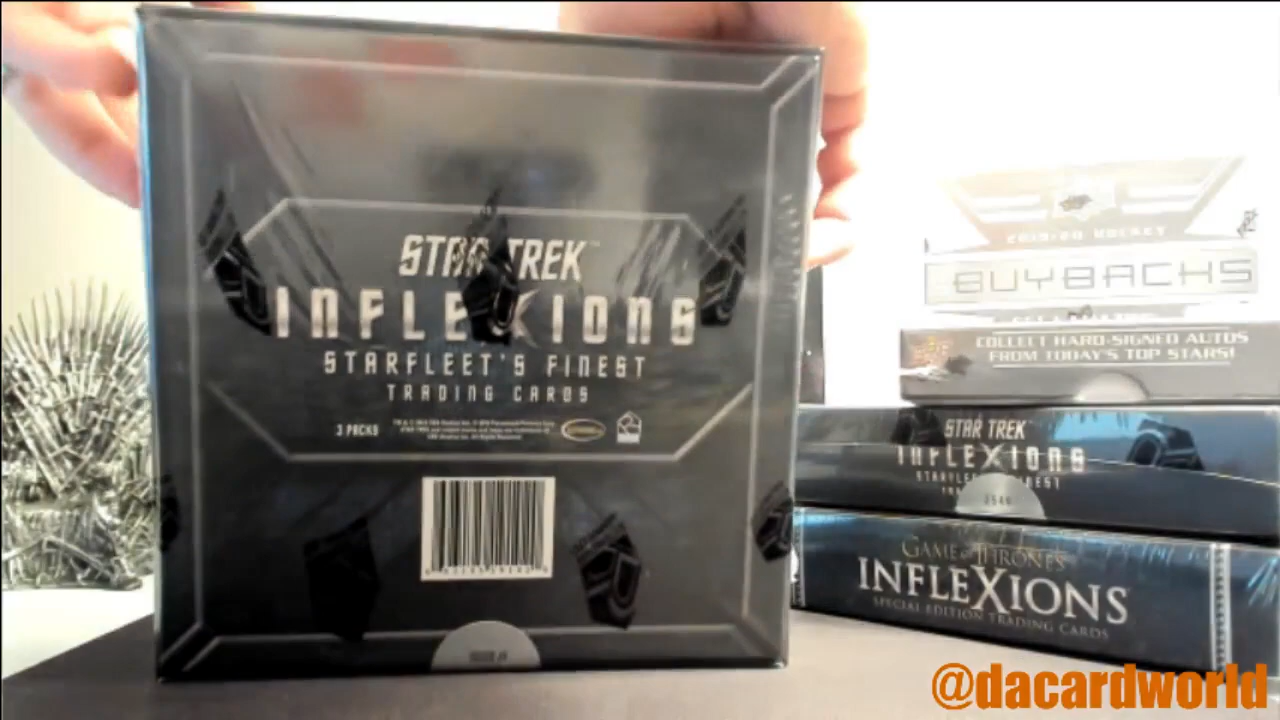 STAR TREK™
INFLEXIONS
STARFLEET'S FINEST
TRADING CARDS
3 PACKS
2019-20 HOCKEY
BUYBACKS
COLLECT HARD-SIGNED AUTOS
FROM TODAY'S TOP STARS!
STAR TREK
INFLEXIONS
GAME OF THRONES
INFLEXIONS
SPECIAL EDITION TRADING CARDS
@dacardworld